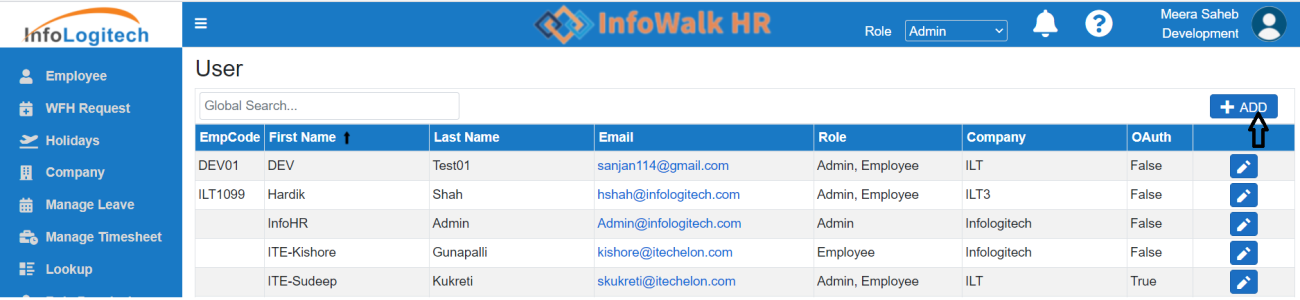 InfoLogitech
InfoWalk HR
Role Admin
Meera Saheb
Development
Employee
WFH Request
Holidays
Company
Manage Leave
Manage Timesheet
Lookup
User
Global Search...
ADD
EmpCode First Name Last Name Email Role Company OAuth
DEV01 DEV Test01 sanjan114@gmail.com Admin, Employee ILT False
ILT1099 Hardik Shah hshah@infologitech.com Admin, Employee ILT3 False
InfoHR Admin Admin@infologitech.com Admin Infologitech False
ITE-Kishore Gunapalli kishore@itechelon.com Employee Infologitech False
ITE-Sudeep Kukreti skukreti@itechelon.com Admin, Employee ILT True